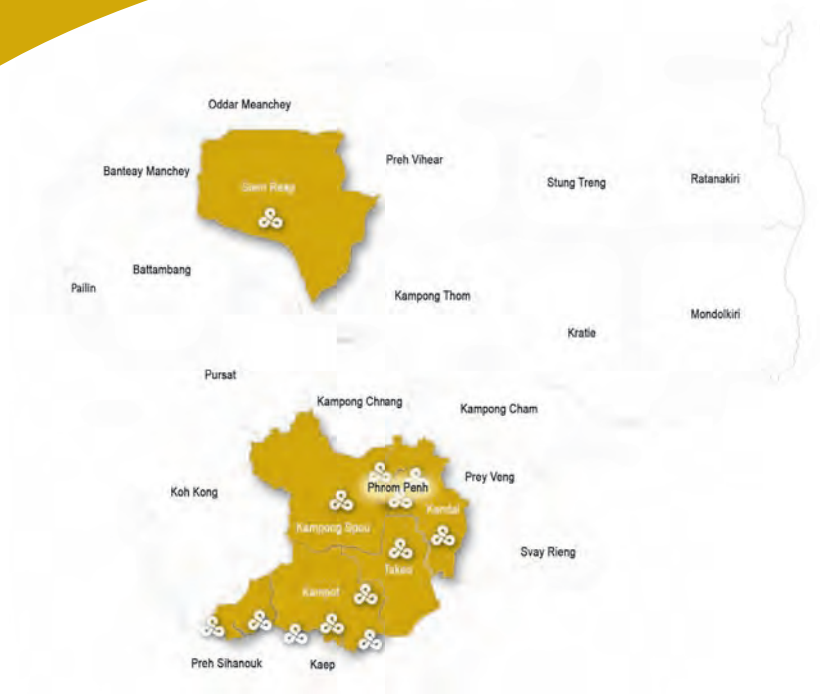 Oddar Meanchey
Preh Vihear
Banteay Manchey
Siem Reap
Stung Treng
Ratanakiri
Battambang
Pailin
Kampong Thom
Mondolkiri
Kratie
Pursat
Kampong Chnang
Kampong Cham
Prey Veng
Phrom Penh
Koh Kong
Kandal
Kampong Spou
Svay Rieng
Takeo
Kampot
Preh Sihanouk
Kaep